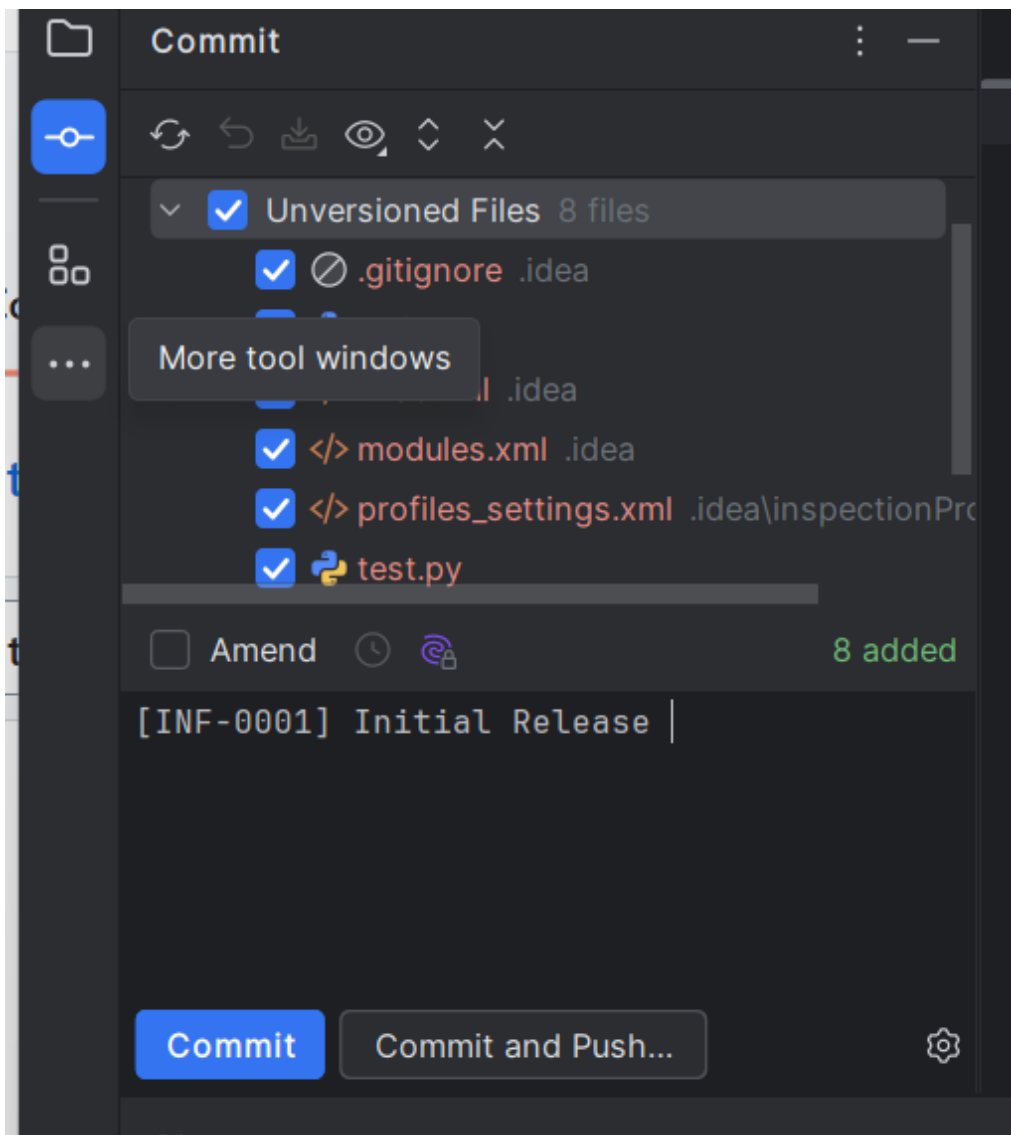 Commit
Unversioned Files 8 files
.gitignore .idea
More tool windows
.idea
modules.xml .idea
profiles_settings.xml .idea\inspectionPro
test.py
Amend
8 added
[INF-0001] Initial Release
Commit
Commit and Push...